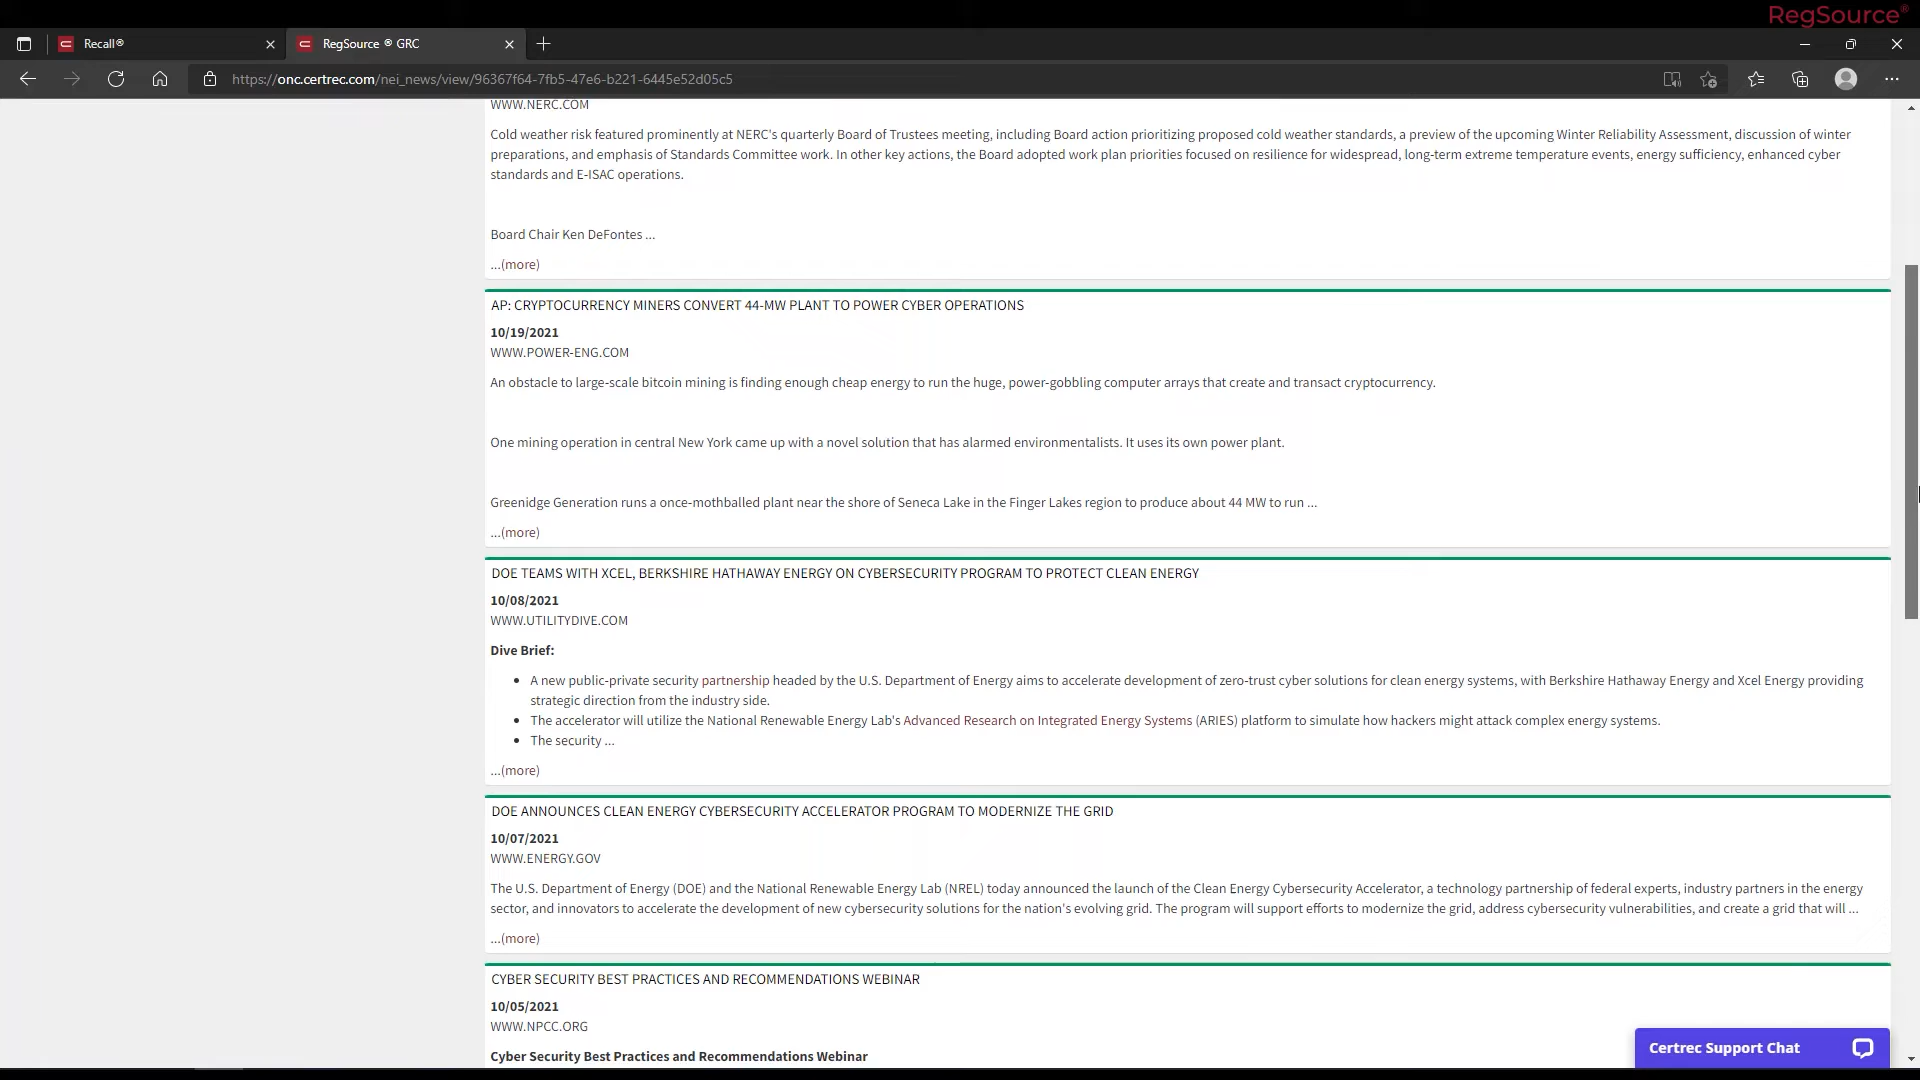 RegSource®
Recall®
RegSource ® GRC
https://onc.certrec.com/nei_news/view/96367f64-7fb5-47e6-b221-6445e52d05c5
WWW.NERC.COM
Cold weather risk featured prominently at NERC's quarterly Board of Trustees meeting, including Board action prioritizing proposed cold weather standards, a preview of the upcoming Winter Reliability Assessment, discussion of winter
preparations, and emphasis of Standards Committee work. In other key actions, the Board adopted work plan priorities focused on resilience for widespread, long-term extreme temperature events, energy sufficiency, enhanced cyber
standards and E-ISAC operations.
Board Chair Ken DeFontes ...
...(more)
AP: CRYPTOCURRENCY MINERS CONVERT 44-MW PLANT TO POWER CYBER OPERATIONS
10/19/2021
WWW.POWER-ENG.COM
An obstacle to large-scale bitcoin mining is finding enough cheap energy to run the huge, power-gobbling computer arrays that create and transact cryptocurrency.
One mining operation in central New York came up with a novel solution that has alarmed environmentalists. It uses its own power plant.
Greenidge Generation runs a once-mothballed plant near the shore of Seneca Lake in the Finger Lakes region to produce about 44 MW to run ...
...(more)
DOE TEAMS WITH XCEL, BERKSHIRE HATHAWAY ENERGY ON CYBERSECURITY PROGRAM TO PROTECT CLEAN ENERGY
10/08/2021
WWW.UTILITYDIVE.COM
Dive Brief:
• A new public-private security partnership headed by the U.S. Department of Energy aims to accelerate development of zero-trust cyber solutions for clean energy systems, with Berkshire Hathaway Energy and Xcel Energy providing
strategic direction from the industry side.
• The accelerator will utilize the National Renewable Energy Lab's Advanced Research on Integrated Energy Systems (ARIES) platform to simulate how hackers might attack complex energy systems.
• The security ...
...(more)
DOE ANNOUNCES CLEAN ENERGY CYBERSECURITY ACCELERATOR PROGRAM TO MODERNIZE THE GRID
10/07/2021
WWW.ENERGY.GOV
The U.S. Department of Energy (DOE) and the National Renewable Energy Lab (NREL) today announced the launch of the Clean Energy Cybersecurity Accelerator, a technology partnership of federal experts, industry partners in the energy
sector, and innovators to accelerate the development of new cybersecurity solutions for the nation's evolving grid. The program will support efforts to modernize the grid, address cybersecurity vulnerabilities, and create a grid that will ...
...(more)
CYBER SECURITY BEST PRACTICES AND RECOMMENDATIONS WEBINAR
10/05/2021
WWW.NPCC.ORG
Cyber Security Best Practices and Recommendations Webinar
Certrec Support Chat